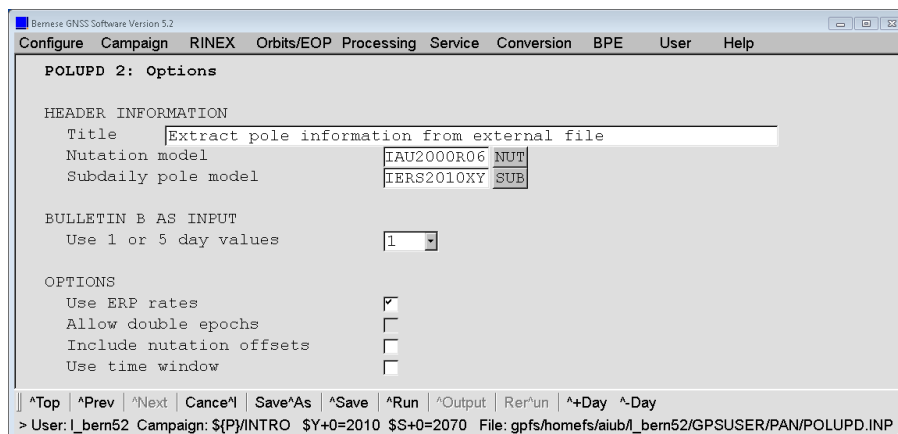 Bernese GNSS Software Version 5.2
Configure Campaign RINEX Orbits/EOP Processing Service Conversion BPE User Help
POLUPD 2: Options
HEADER INFORMATION
Title Extract pole information from external file
Nutation model IAU2000R06 NUT
Subdaily pole model IERS2010XY SUB
BULLETIN B AS INPUT
Use 1 or 5 day values 1
OPTIONS
Use ERP rates
Allow double epochs
Include nutation offsets
Use time window
^Top | ^Prev | ^Next | Cance^l | Save^As | ^Save | ^Run | ^Output | Rer^un | ^+Day ^-Day
> User: l_bern52 Campaign: ${P}/INTRO $Y+0=2010 $S+0=2070 File: gpfs/homefs/aiub/l_bern52/GPSUSER/PAN/POLUPD.INP